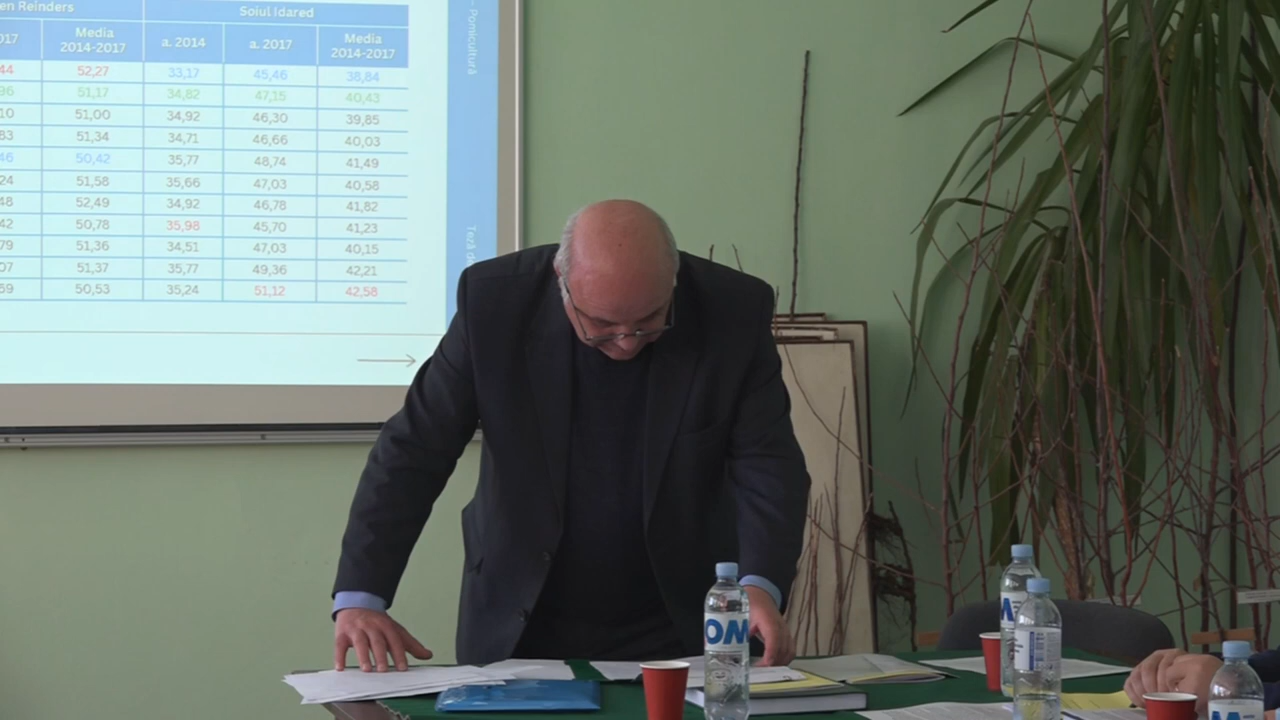 en Reinders Soiul Idared
017 Media 2014-2017 a. 2014 a. 2017 Media 2014-2017
44 52,27 33,17 45,46 38,84
96 51,17 34,82 47,15 40,43
10 51,00 34,92 46,30 39,85
83 51,34 34,71 46,66 40,03
46 50,42 35,77 48,74 41,49
24 51,58 35,66 47,03 40,58
48 52,49 34,92 46,78 41,82
42 50,78 35,98 45,70 41,23
79 51,36 34,51 47,03 40,15
07 51,37 35,77 49,36 42,21
69 50,53 35,24 51,12 42,58
– Pomicultură
Teză de
OM